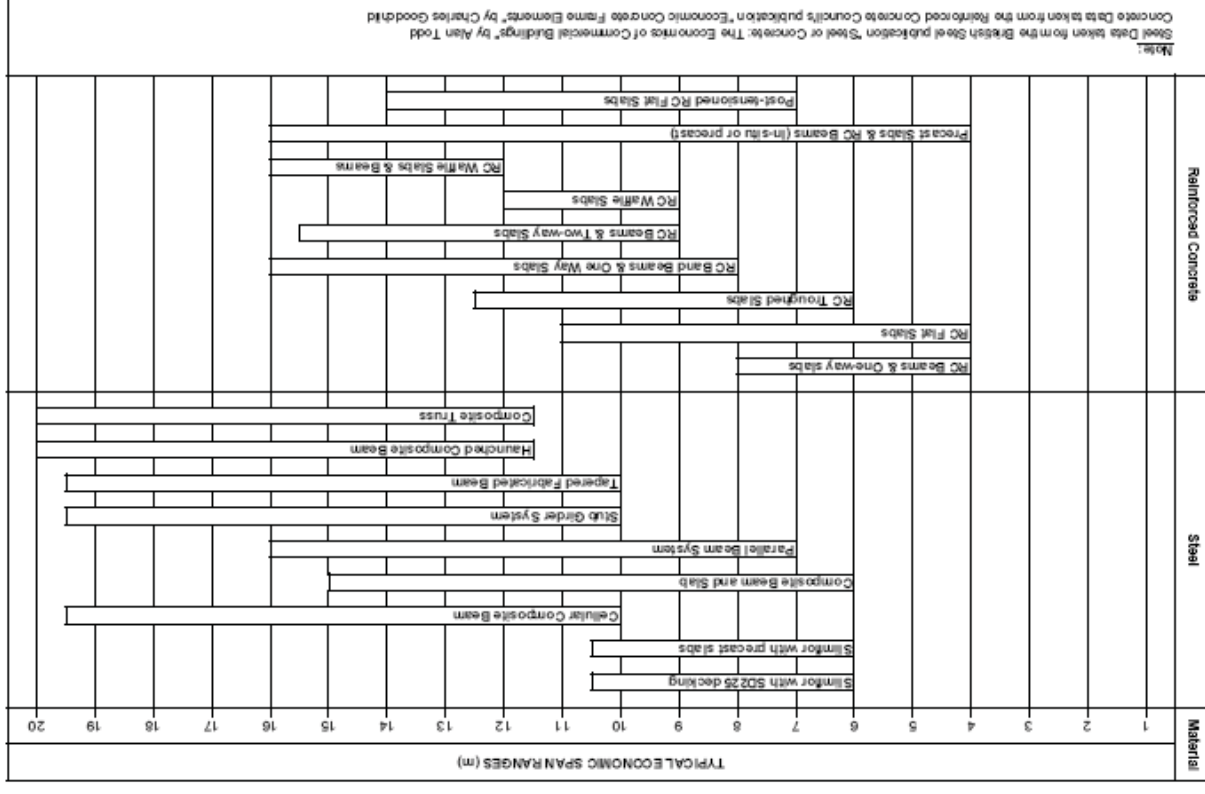 TYPICAL ECONOMIC SPAN RANGES (m)
Material 1 2 3 4 5 6 7 8 9 10 11 12 13 14 15 16 17 18 19 20
Steel
Slimflor with SD225 decking
Slimflor with precast slabs
Cellular Composite Beam
Composite Beam and Slab
Parallel Beam System
Stub Girder System
Tapered Fabricated Beam
Haunched Composite Beam
Composite Truss
Reinforced Concrete
RC Beams & One-way slabs
RC Flat Slabs
RC Troughed Slabs
RC Band Beams & One Way Slabs
RC Beams & Two-way Slabs
RC Waffle Slabs
RC Waffle Slabs & Beams
Precast Slabs & RC Beams (in-situ or precast)
Post-tensioned RC Flat Slabs
Note:
Steel Data taken from the British Steel publication "Steel or Concrete: The Economics of Commercial Buidlings" by Alan Todd
Concrete Data taken from the Reinforced Concrete Council's publication "Economic Concrete Frame Elements" by Charles Goodchild